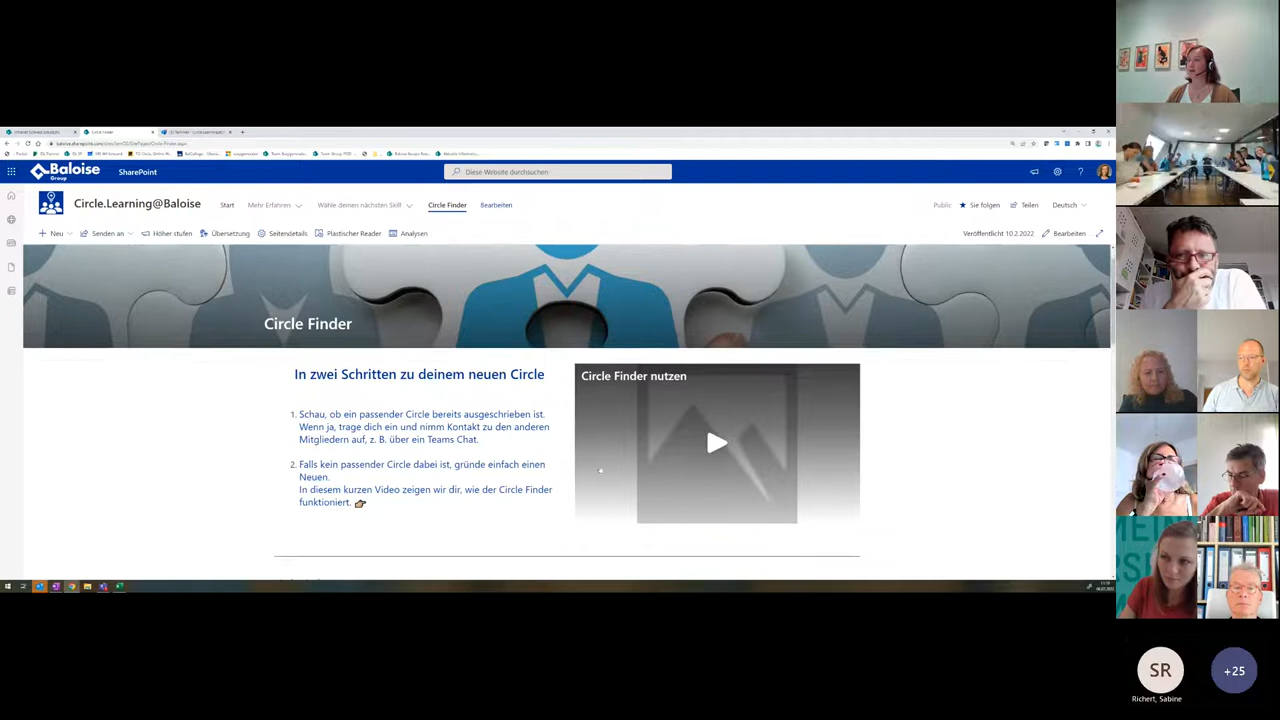 Baloise
Group
SharePoint
Diese Website durchsuchen
Circle.Learning@Baloise
Start
Mehr Erfahren
Wähle deinen nächsten Skill
Circle Finder
Bearbeiten
Public
Sie folgen
Teilen
Deutsch
Neu
Senden an
Höher stufen
Übersetzung
Seitendetails
Plastischer Reader
Analysen
Veröffentlicht 10.2.2022
Bearbeiten
Circle Finder
In zwei Schritten zu deinem neuen Circle
1. Schau, ob ein passender Circle bereits ausgeschrieben ist.
Wenn ja, trage dich ein und nimm Kontakt zu den anderen
Mitgliedern auf, z. B. über ein Teams Chat.
2. Falls kein passender Circle dabei ist, gründe einfach einen
Neuen.
In diesem kurzen Video zeigen wir dir, wie der Circle Finder
funktioniert.
Circle Finder nutzen
SR
Richert, Sabine
+25